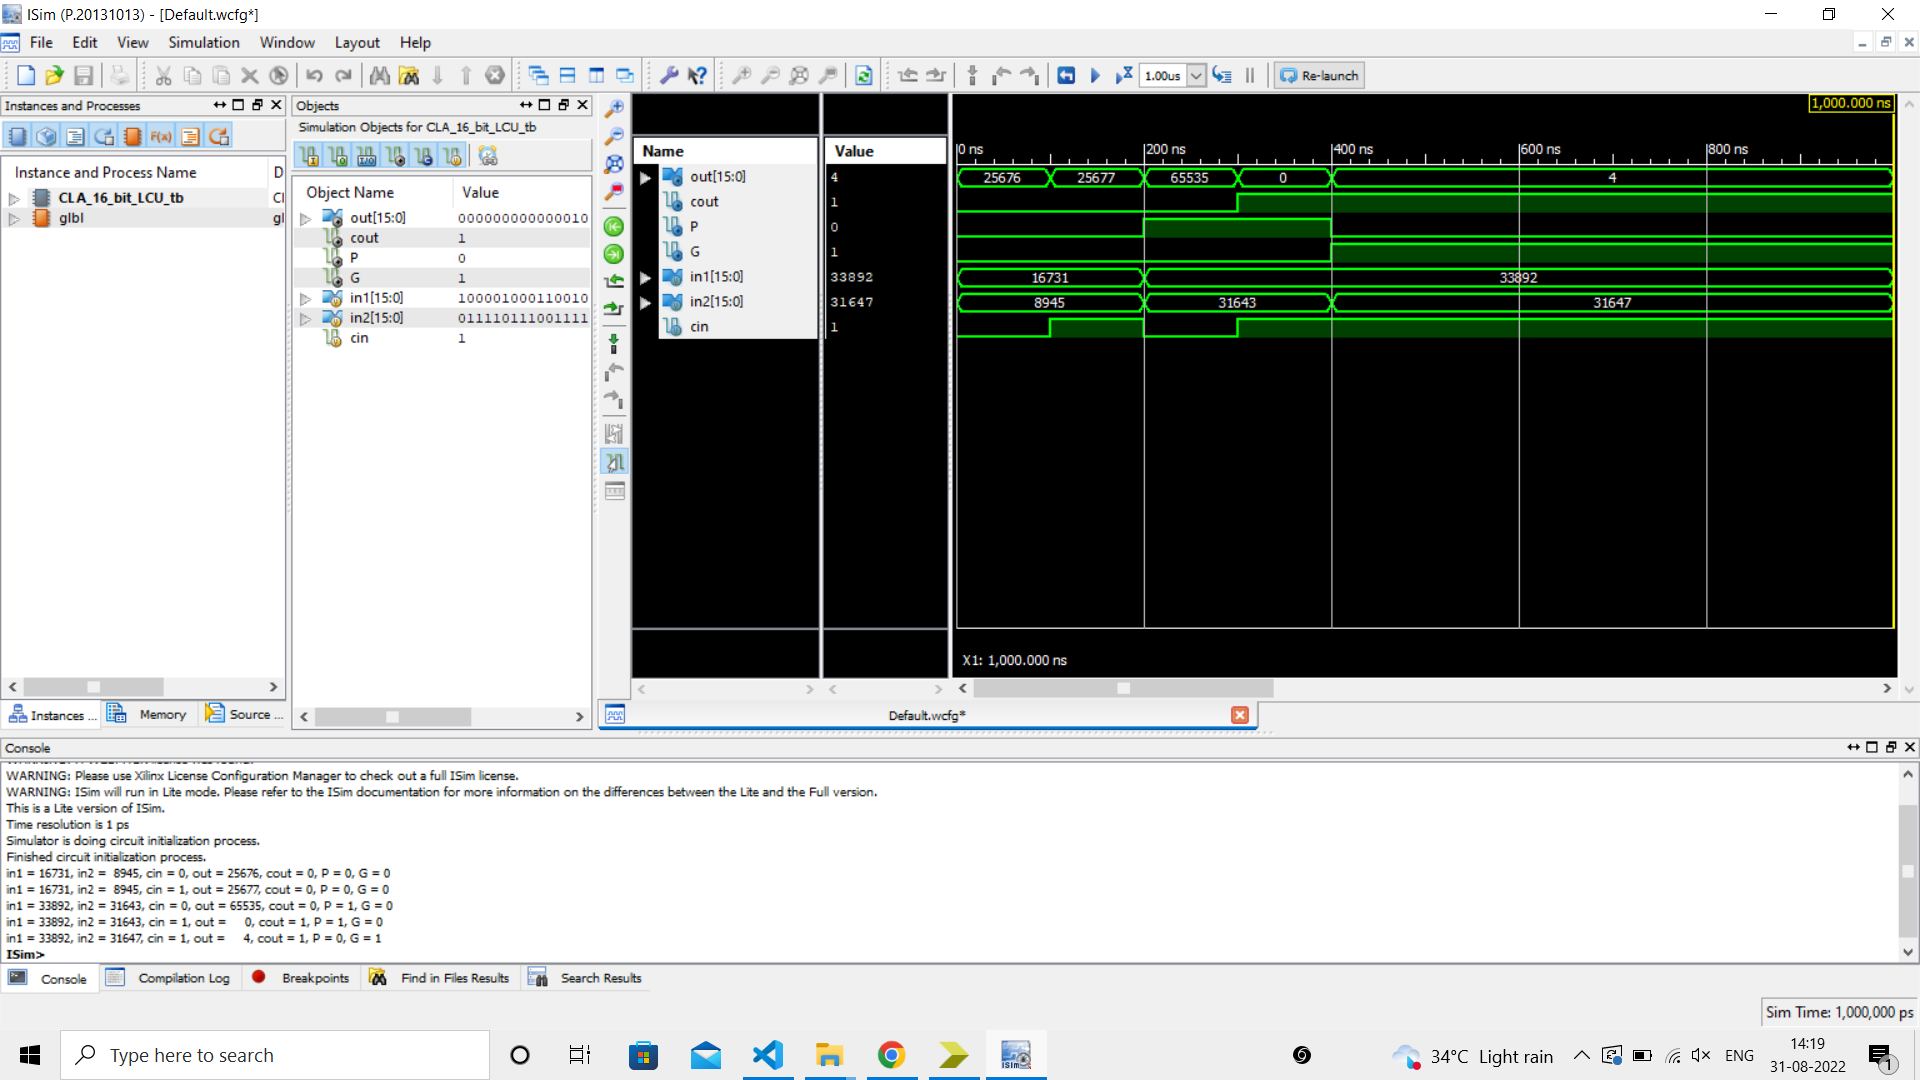 ISim (P.20131013) - [Default.wcfg*]
File Edit View Simulation Window Layout Help
1.00us
Re-launch
Instances and Processes
Instance and Process Name D
CLA_16_bit_LCU_tb Cl
glbl gl
Instances ...
Memory
Source ...
Objects
Simulation Objects for CLA_16_bit_LCU_tb
Object Name Value
out[15:0] 000000000000010
cout 1
P 0
G 1
in1[15:0] 100001000110010
in2[15:0] 011110111001111
cin 1
Name Value
1,000.000 ns
0 ns 200 ns 400 ns 600 ns 800 ns
out[15:0] 4 25676 25677 65535 0 4
cout 1
P 0
G 1
in1[15:0] 33892 16731 33892
in2[15:0] 31647 8945 31643 31647
cin 1
X1: 1,000.000 ns
Default.wcfg*
Console
WARNING: Please use Xilinx License Configuration Manager to check out a full ISim license.
WARNING: ISim will run in Lite mode. Please refer to the ISim documentation for more information on the differences between the Lite and the Full version.
This is a Lite version of ISim.
Time resolution is 1 ps
Simulator is doing circuit initialization process.
Finished circuit initialization process.
in1 = 16731, in2 =  8945, cin = 0, out = 25676, cout = 0, P = 0, G = 0
in1 = 16731, in2 =  8945, cin = 1, out = 25677, cout = 0, P = 0, G = 0
in1 = 33892, in2 = 31643, cin = 0, out = 65535, cout = 0, P = 1, G = 0
in1 = 33892, in2 = 31643, cin = 1, out =     0, cout = 1, P = 1, G = 0
in1 = 33892, in2 = 31647, cin = 1, out =     4, cout = 1, P = 0, G = 1
ISim>
Console
Compilation Log
Breakpoints
Find in Files Results
Search Results
Sim Time: 1,000,000 ps
Type here to search
34°C Light rain
ENG
14:19
31-08-2022
1